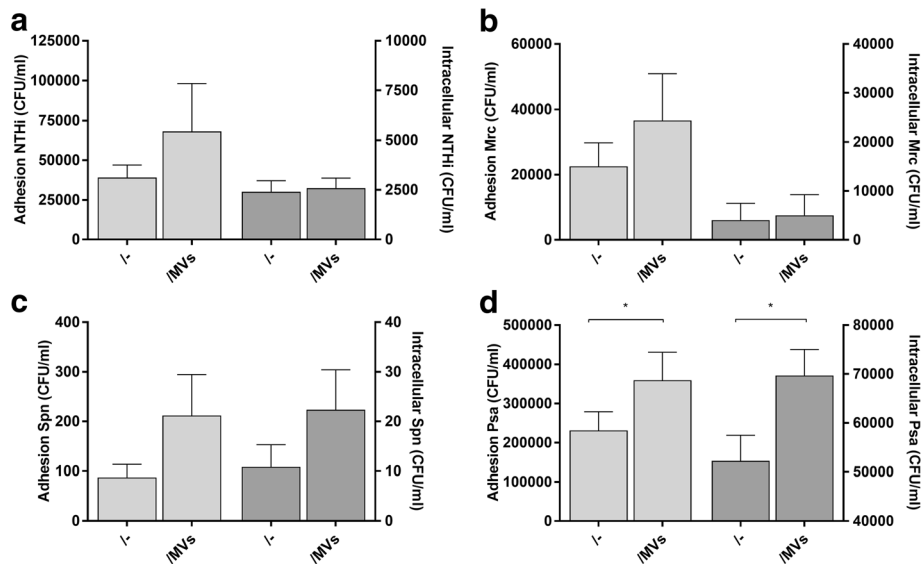 a
Adhesion NTHi (CFU/ml)
125000
100000
75000
50000
25000
0
10000
7500
5000
2500
0
Intracellular NTHi
(CFU/ml)
/-
/MVs
/-
/MVs
b
Adhesion Mrc (CFU/ml)
60000
40000
20000
0
40000
30000
20000
10000
0
Intracellular Mrc
(CFU/ml)
/-
/MVs
/-
/MVs
c
Adhesion Spn (CFU/ml)
400
300
200
100
0
40
30
20
10
0
Intracellular Spn
(CFU/ml)
/-
/MVs
/-
/MVs
d
Adhesion Psa (CFU/ml)
500000
400000
300000
200000
100000
0
*
*
80000
70000
60000
50000
40000
Intracellular Psa
(CFU/ml)
/-
/MVs
/-
/MVs